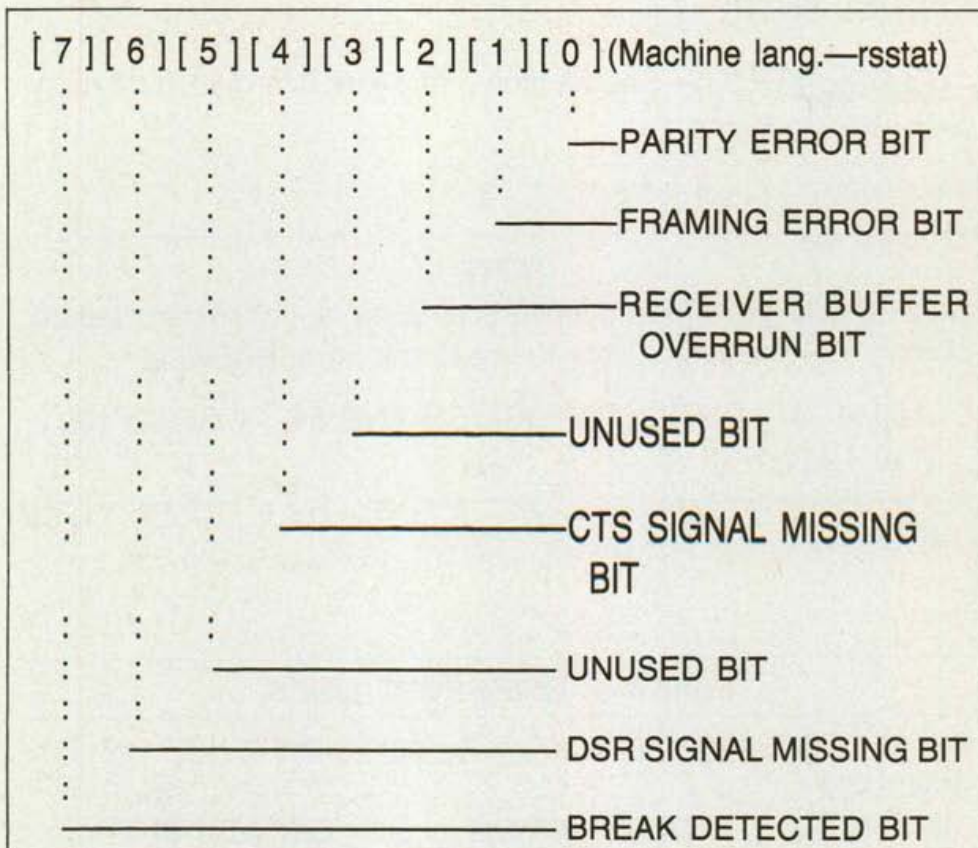 [ 7 ] [ 6 ] [ 5 ] [ 4 ] [ 3 ] [ 2 ] [ 1 ] [ 0 ] (Machine lang.—rsstat)
PARITY ERROR BIT
FRAMING ERROR BIT
RECEIVER BUFFER
OVERRUN BIT
UNUSED BIT
CTS SIGNAL MISSING
BIT
UNUSED BIT
DSR SIGNAL MISSING BIT
BREAK DETECTED BIT